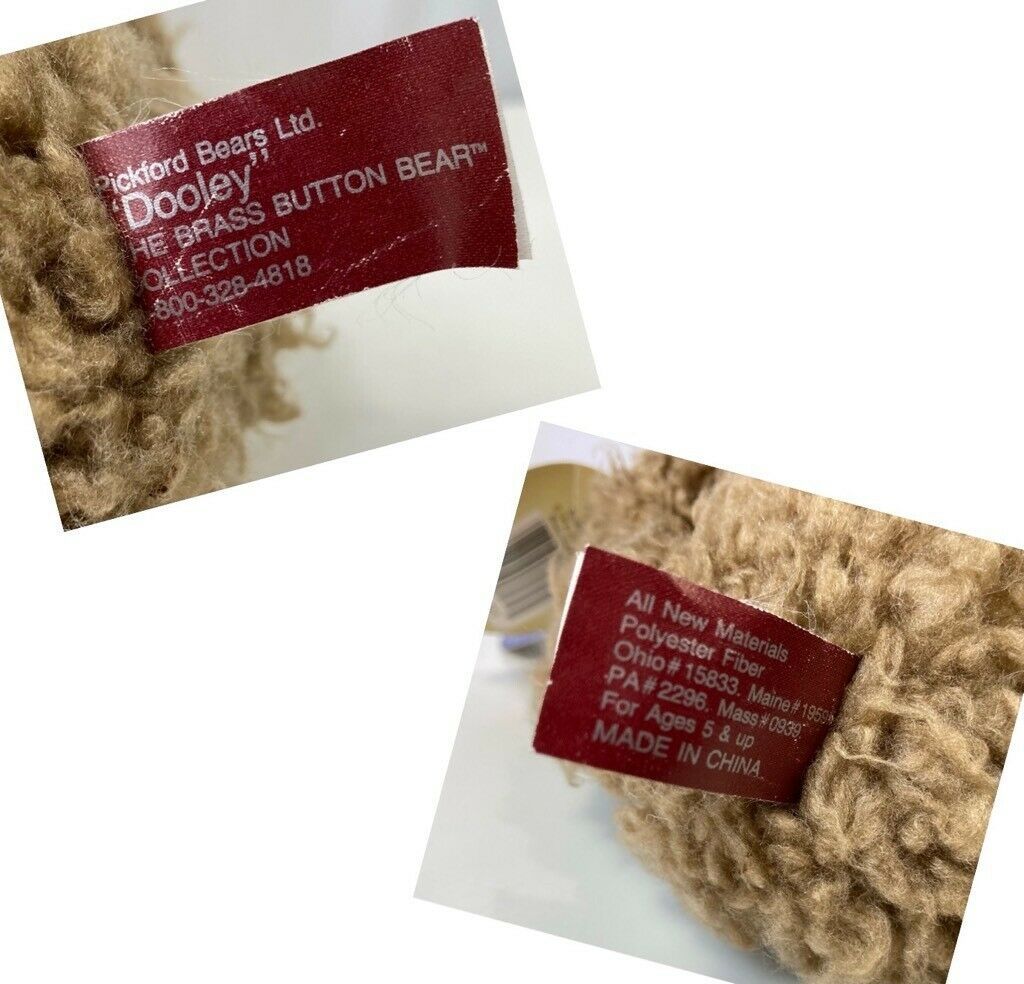 Pickford Bears Ltd.
"Dooley"
HE BRASS BUTTON BEAR™
OLLECTION
-800-328-4818
All New Materials
Polyester Fiber
Ohio#15833. Maine#1959
PA#2296. Mass#0939.
For Ages 5 & up
MADE IN CHINA